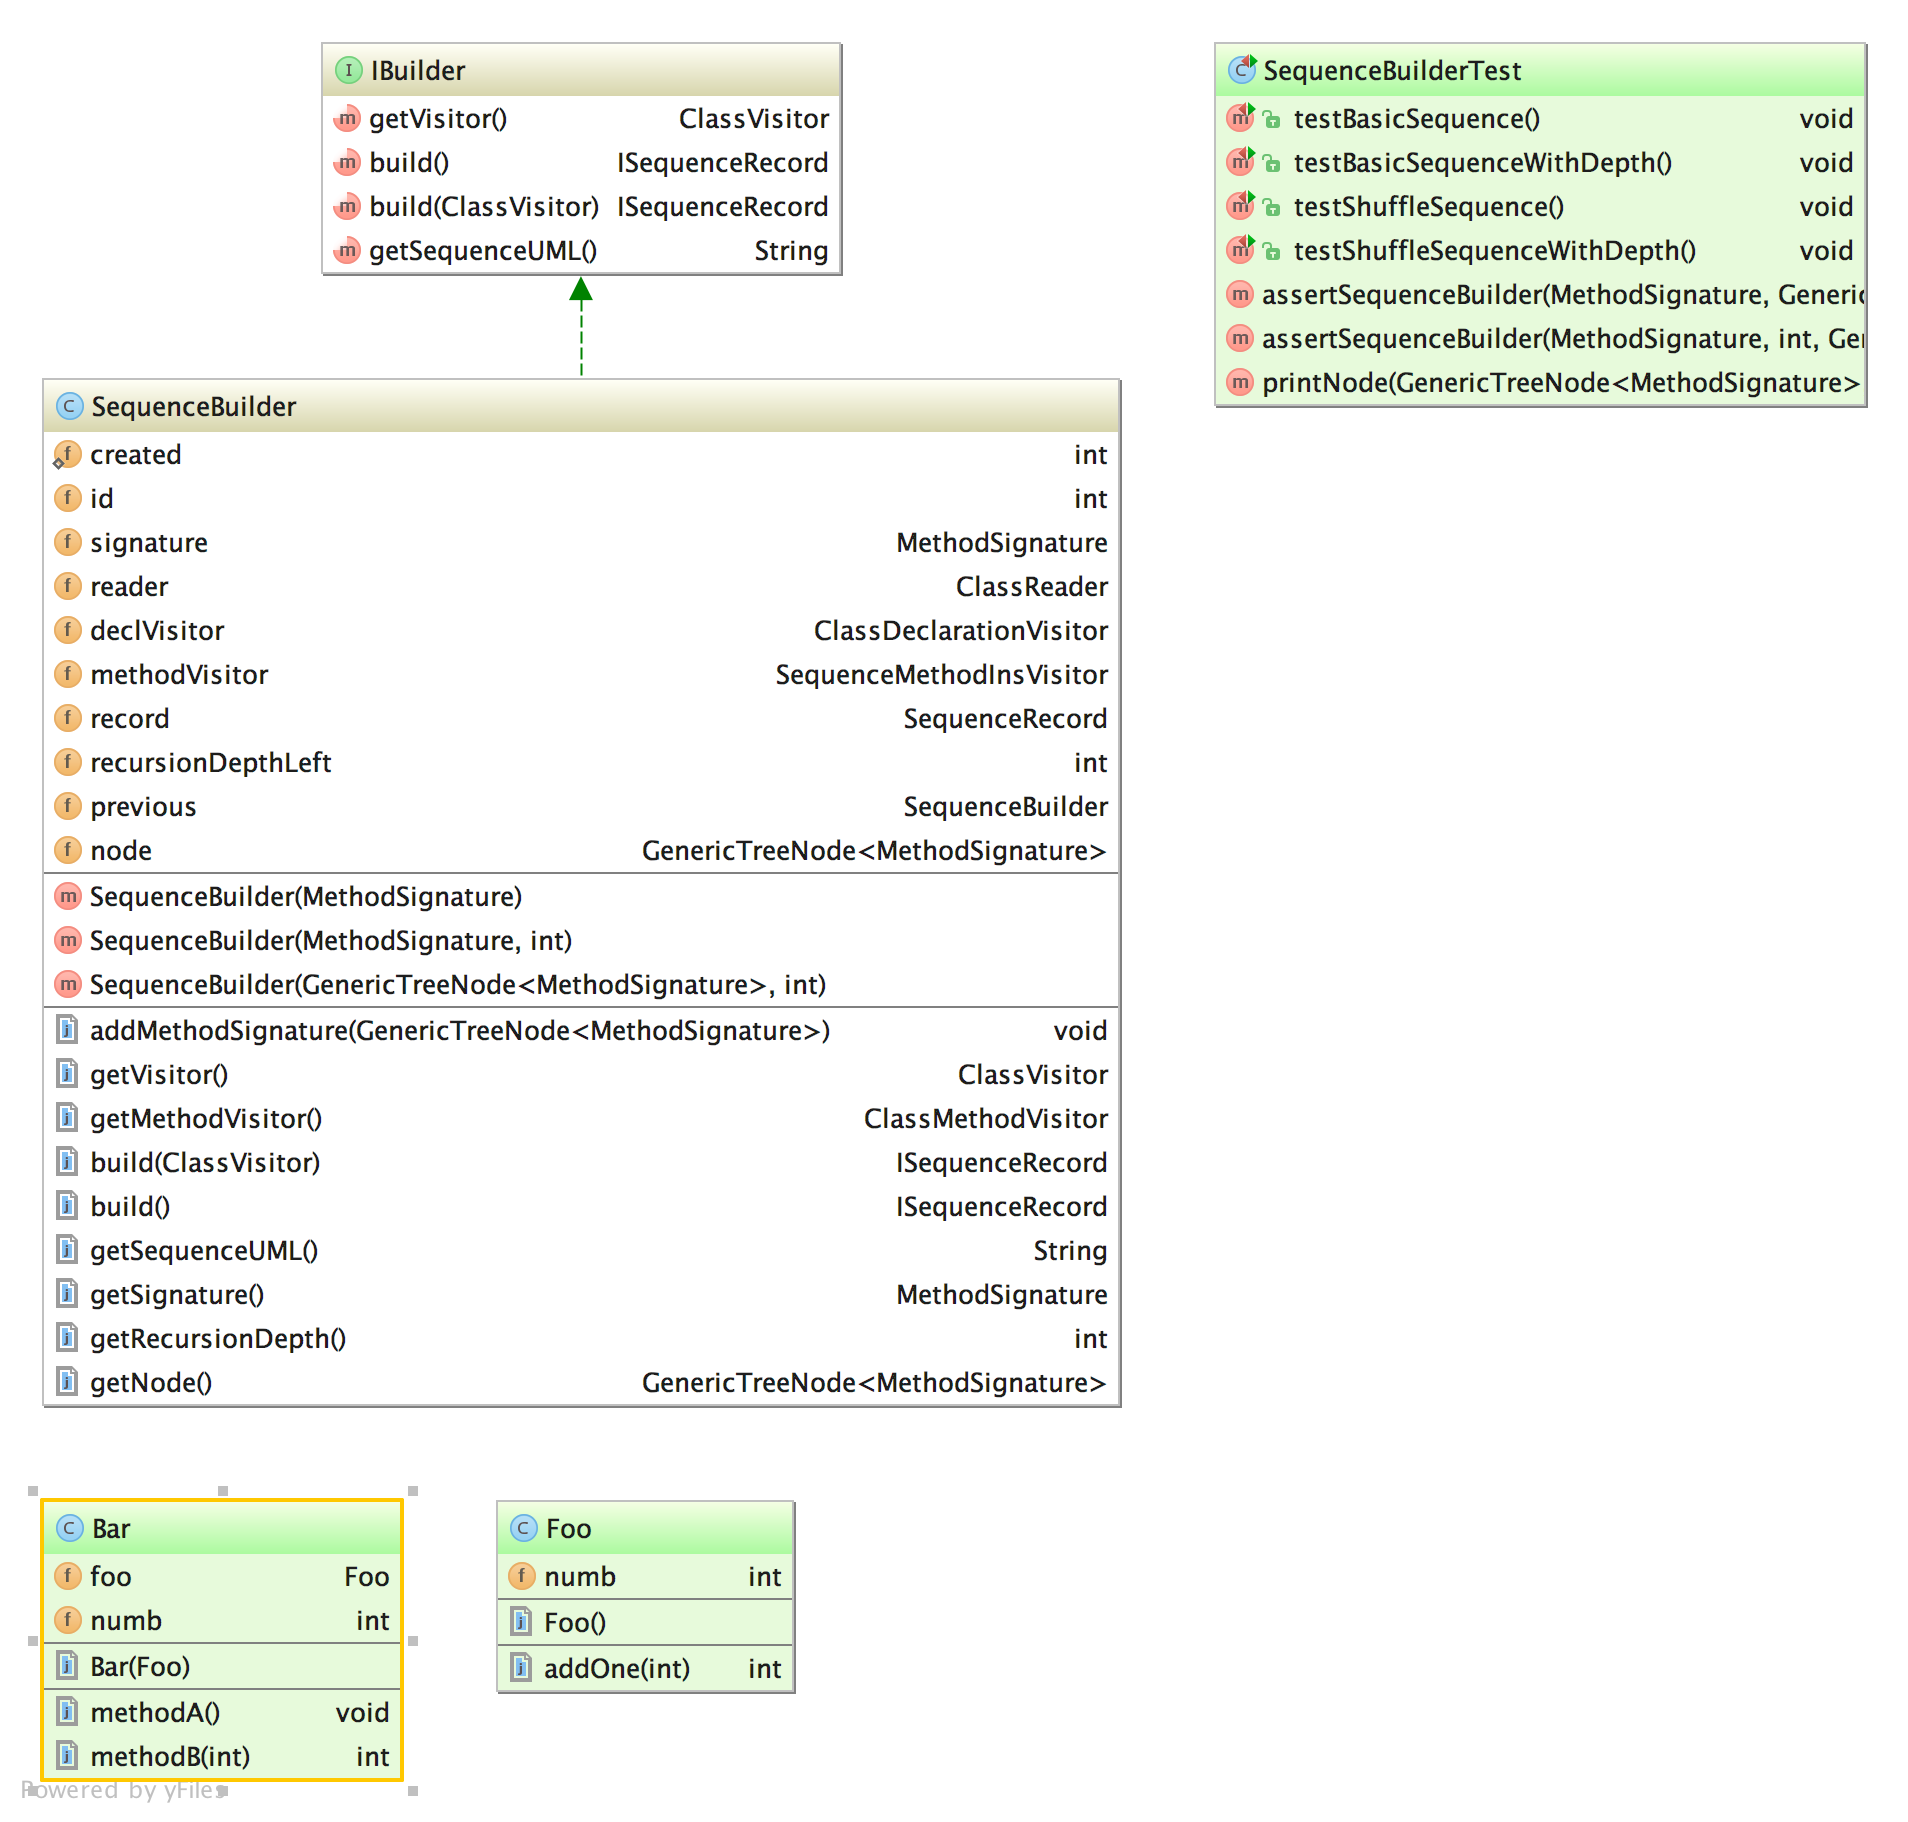 IBuilder
getVisitor() ClassVisitor
build() ISequenceRecord
build(ClassVisitor) ISequenceRecord
getSequenceUML() String
SequenceBuilderTest
testBasicSequence() void
testBasicSequenceWithDepth() void
testShuffleSequence() void
testShuffleSequenceWithDepth() void
assertSequenceBuilder(MethodSignature, Generic
assertSequenceBuilder(MethodSignature, int, Ge
printNode(GenericTreeNode<MethodSignature>
SequenceBuilder
created int
id int
signature MethodSignature
reader ClassReader
declVisitor ClassDeclarationVisitor
methodVisitor SequenceMethodInsVisitor
record SequenceRecord
recursionDepthLeft int
previous SequenceBuilder
node GenericTreeNode<MethodSignature>
SequenceBuilder(MethodSignature)
SequenceBuilder(MethodSignature, int)
SequenceBuilder(GenericTreeNode<MethodSignature>, int)
addMethodSignature(GenericTreeNode<MethodSignature>) void
getVisitor() ClassVisitor
getMethodVisitor() ClassMethodVisitor
build(ClassVisitor) ISequenceRecord
build() ISequenceRecord
getSequenceUML() String
getSignature() MethodSignature
getRecursionDepth() int
getNode() GenericTreeNode<MethodSignature>
Bar
foo Foo
numb int
Bar(Foo)
methodA() void
methodB(int) int
Foo
numb int
Foo()
addOne(int) int
Powered by yFiles